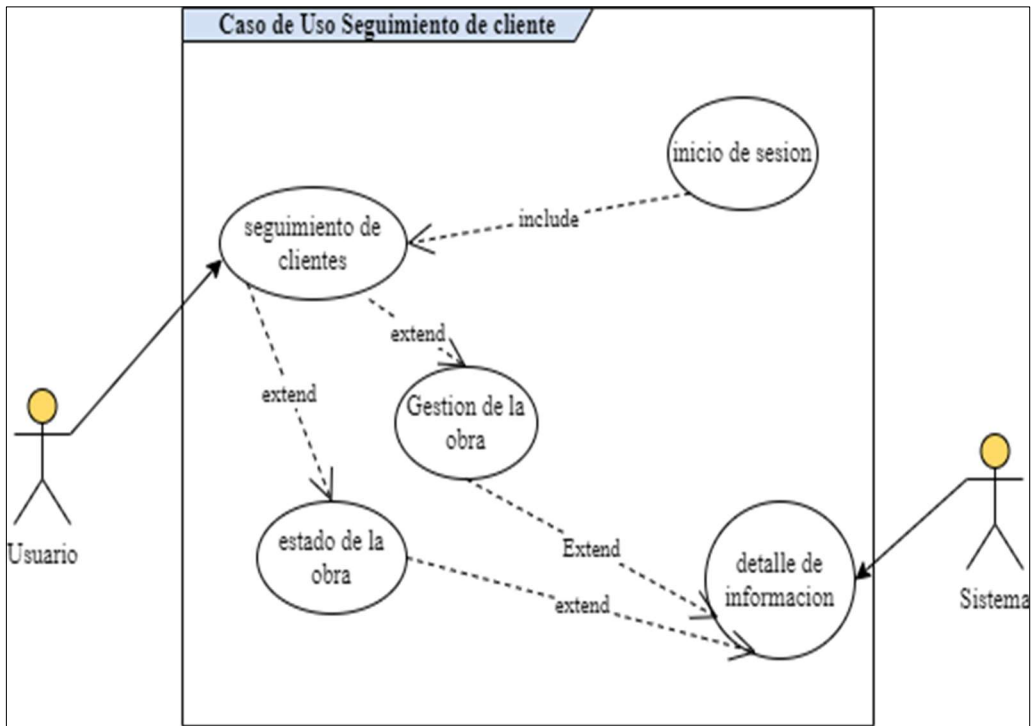 Caso de Uso Seguimiento de cliente
inicio de sesion
include
seguimiento de
clientes
extend
extend
Gestion de la
obra
Usuario
estado de la
obra
Extend
extend
detalle de
informacion
Sistema